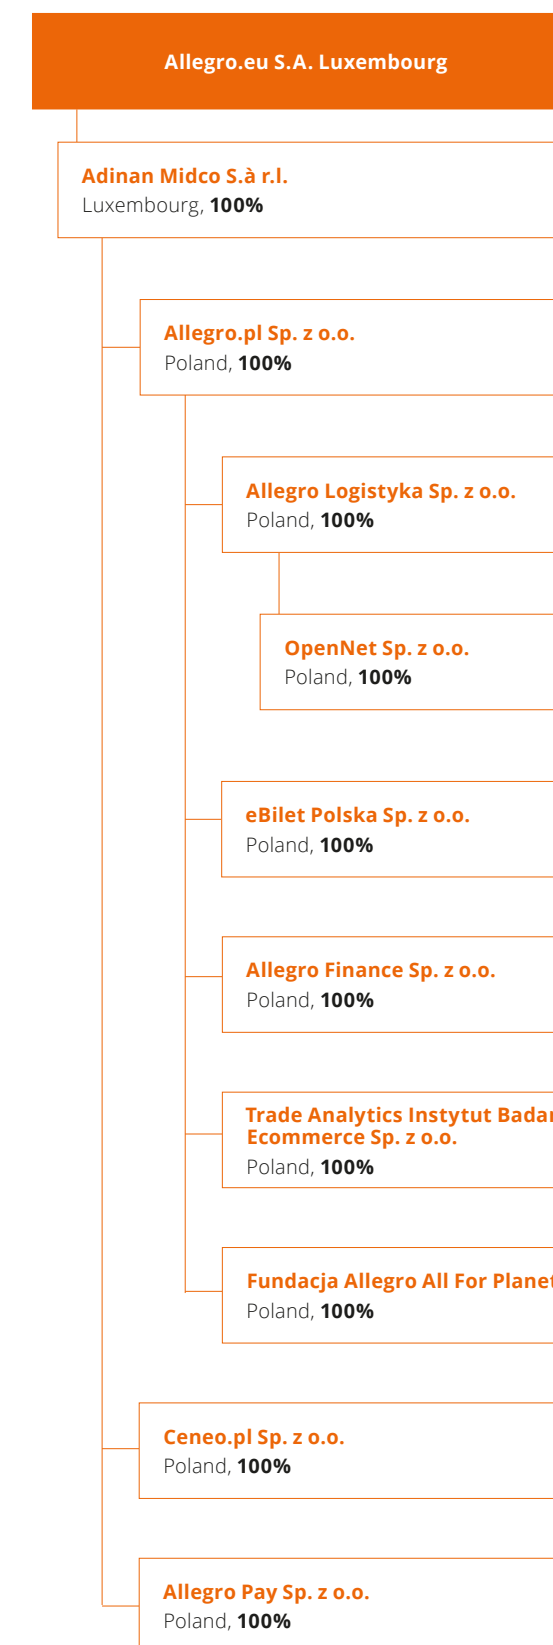 Allegro.eu S.A. Luxembourg
Adinan Midco S.à r.l.
Luxembourg, 100%
Allegro.pl Sp. z o.o.
Poland, 100%
Allegro Logistyka Sp. z o.o.
Poland, 100%
OpenNet Sp. z o.o.
Poland, 100%
eBilet Polska Sp. z o.o.
Poland, 100%
Allegro Finance Sp. z o.o.
Poland, 100%
Trade Analytics Instytut Badan
Ecommerce Sp. z o.o.
Poland, 100%
Fundacja Allegro All For Planet
Poland, 100%
Ceneo.pl Sp. z o.o.
Poland, 100%
Allegro Pay Sp. z o.o.
Poland, 100%